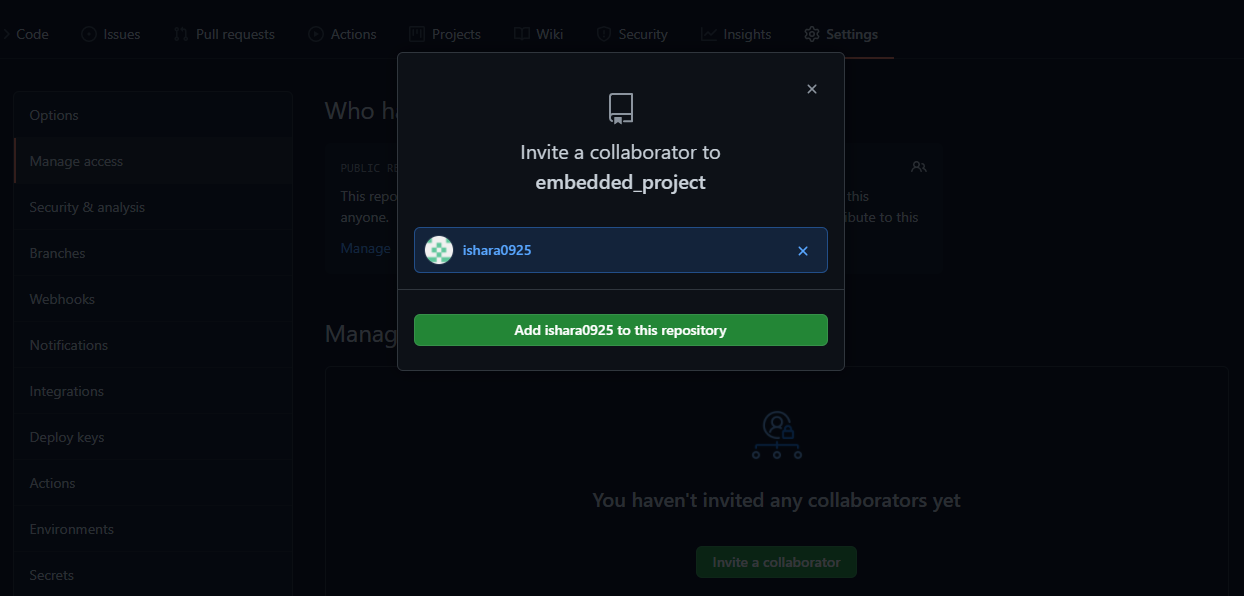 Code
Issues
Pull requests
Actions
Projects
Wiki
Security
Insights
Settings
Options
Manage access
Security & analysis
Branches
Webhooks
Notifications
Integrations
Deploy keys
Actions
Environments
Secrets
Who ha
PUBLIC RE
This repo
anyone.
Manage
this
ibute to this
Manag
Invite a collaborator to
embedded_project
ishara0925
Add ishara0925 to this repository
You haven't invited any collaborators yet
Invite a collaborator